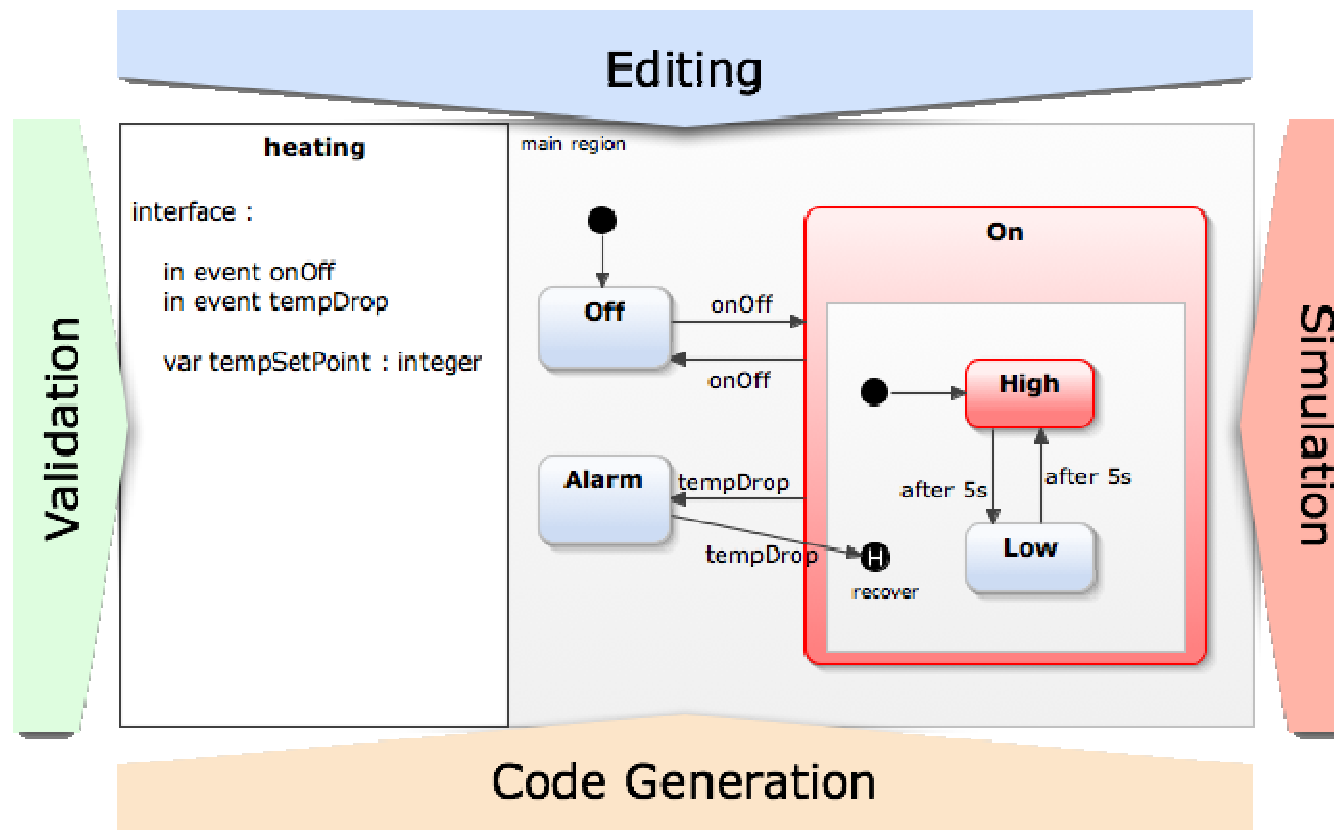 Editing
Validation
heating
interface :
in event onOff
in event tempDrop
var tempSetPoint : integer
main region
On
Off
onOff
onOff
High
Alarm
tempDrop
after 5s
after 5s
tempDrop
H
Low
recover
Simulation
Code Generation